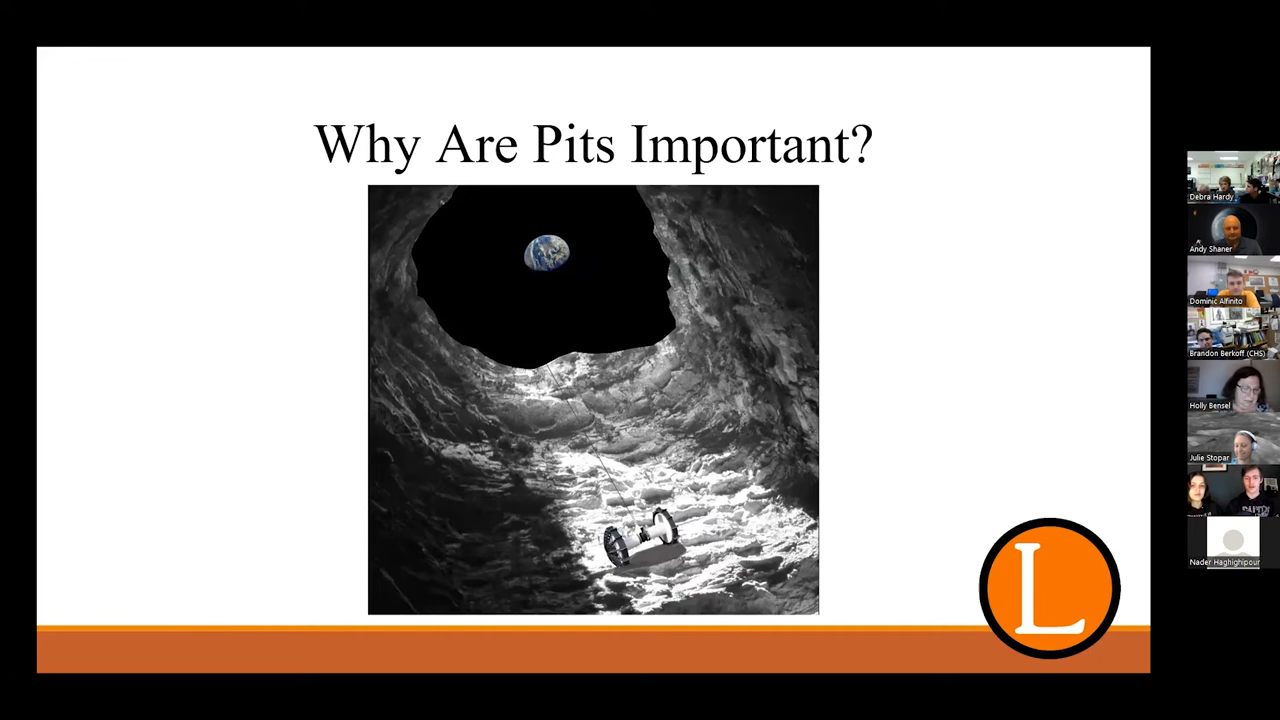 Why Are Pits Important?
L
Debra Hardy
Andy Shaner
Dominic Alfinito
Brandon Berkoff (CHS)
Holly Bensel
Julie Stopar
Nader Haghighipour